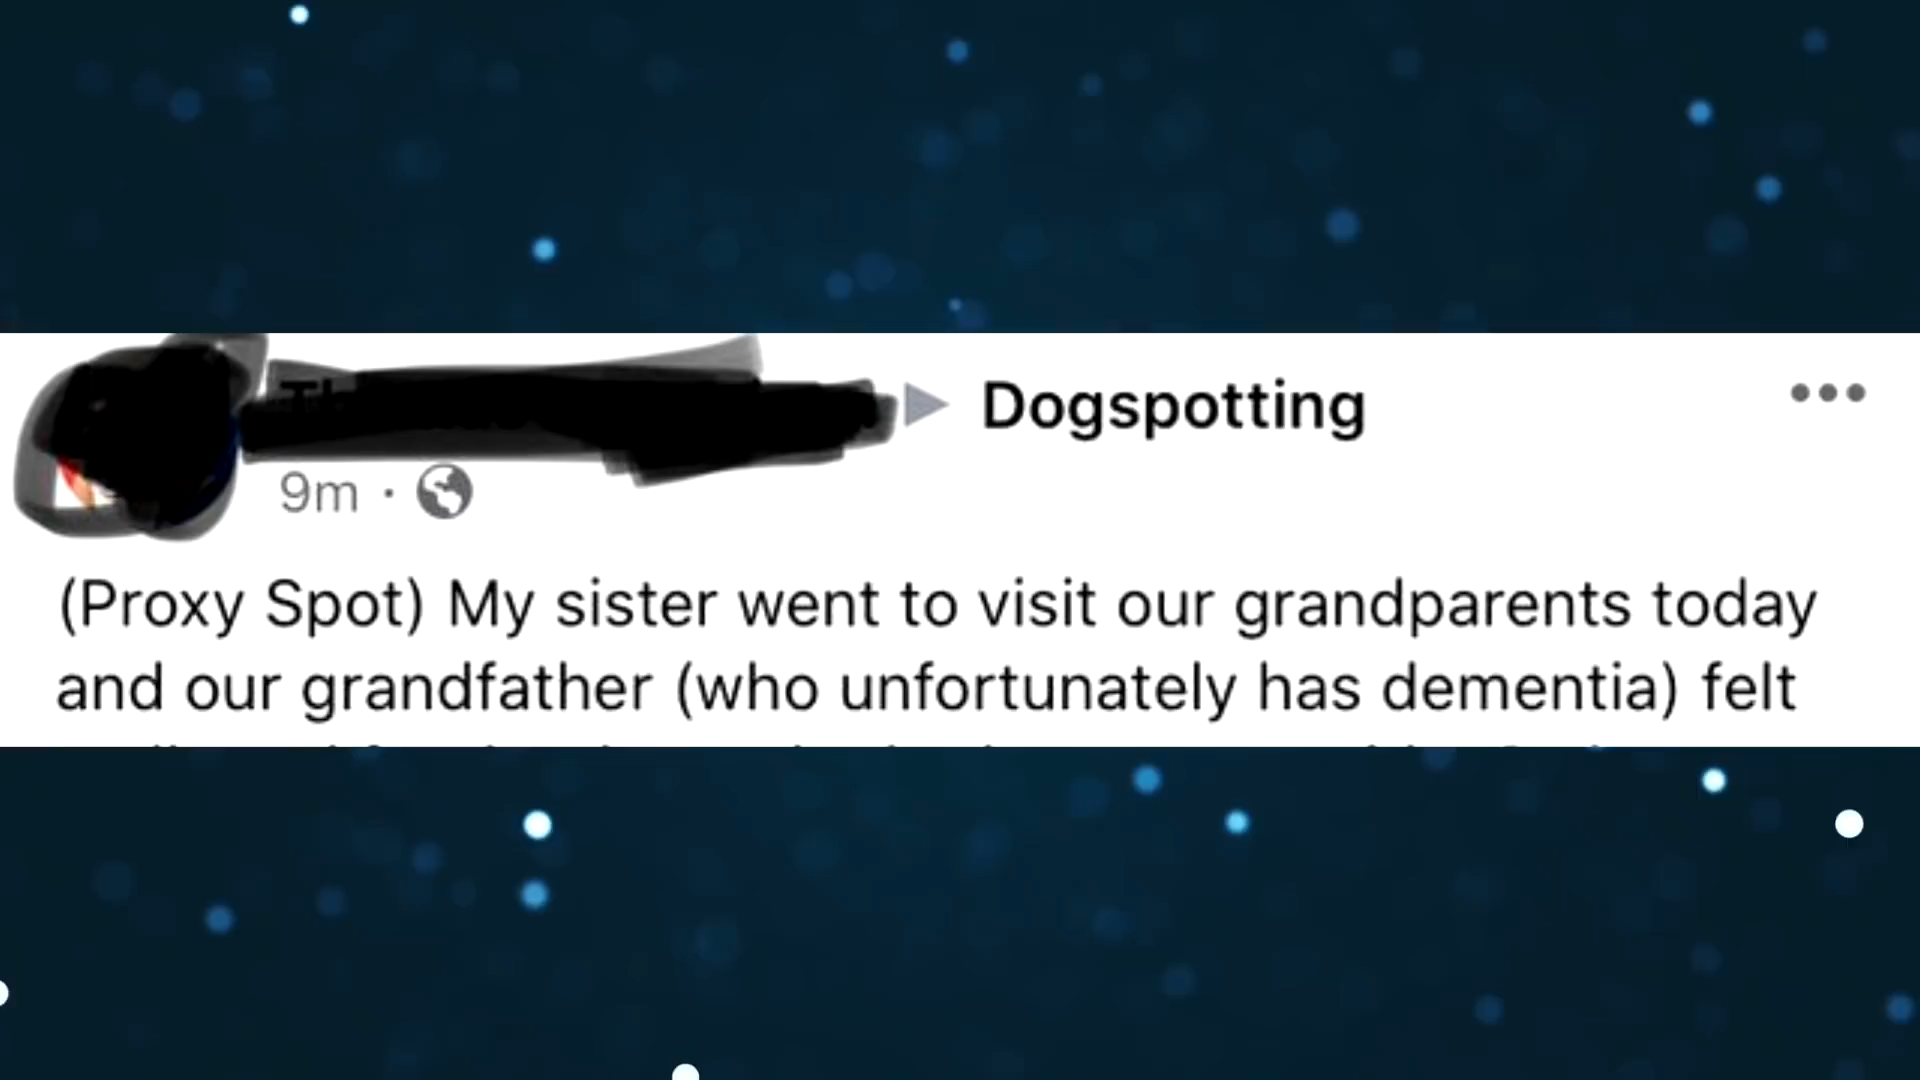 Dogspotting
9m ·
(Proxy Spot) My sister went to visit our grandparents today
and our grandfather (who unfortunately has dementia) felt